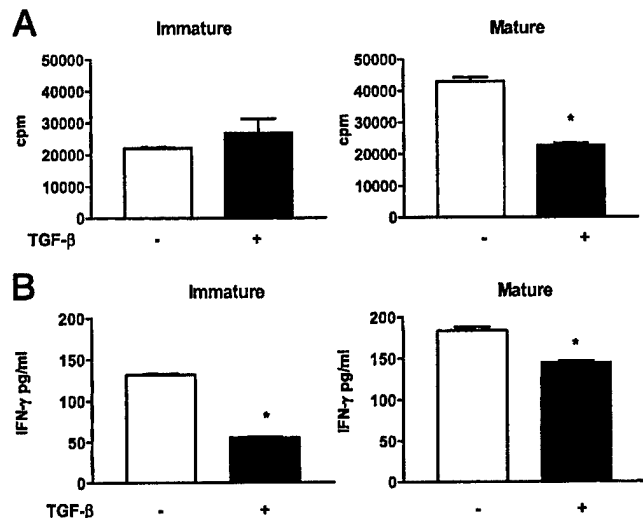 A
Immature
Mature
50000
40000
30000
20000
10000
0
cpm
50000
40000
30000
20000
10000
0
cpm
*
TGF-β - +
- +
B
Immature
Mature
200
150
100
50
0
IFN-γ pg/ml
*
200
150
100
50
0
IFN-γ pg/ml
*
TGF-β - +
- +